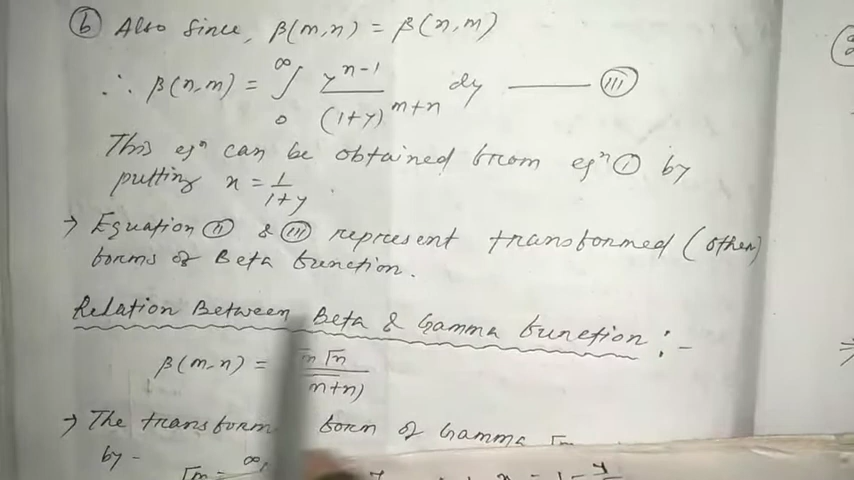 (b) Also Since, β(m,n) = β(n,m)
∴ β(n,m) = ∫₀^∞ y^(n-1) / (1+y)^(m+n) dy —— (III)
This eqⁿ can be obtained from eqⁿ (I) by
putting x = 1/(1+y).
→ Equation (II) & (III) represent transformed (other)
forms of Beta function.
Relation Between Beta & Gamma function :-
β(m,n) = Γn / n+n)
→ The transform form of Gamma
by -